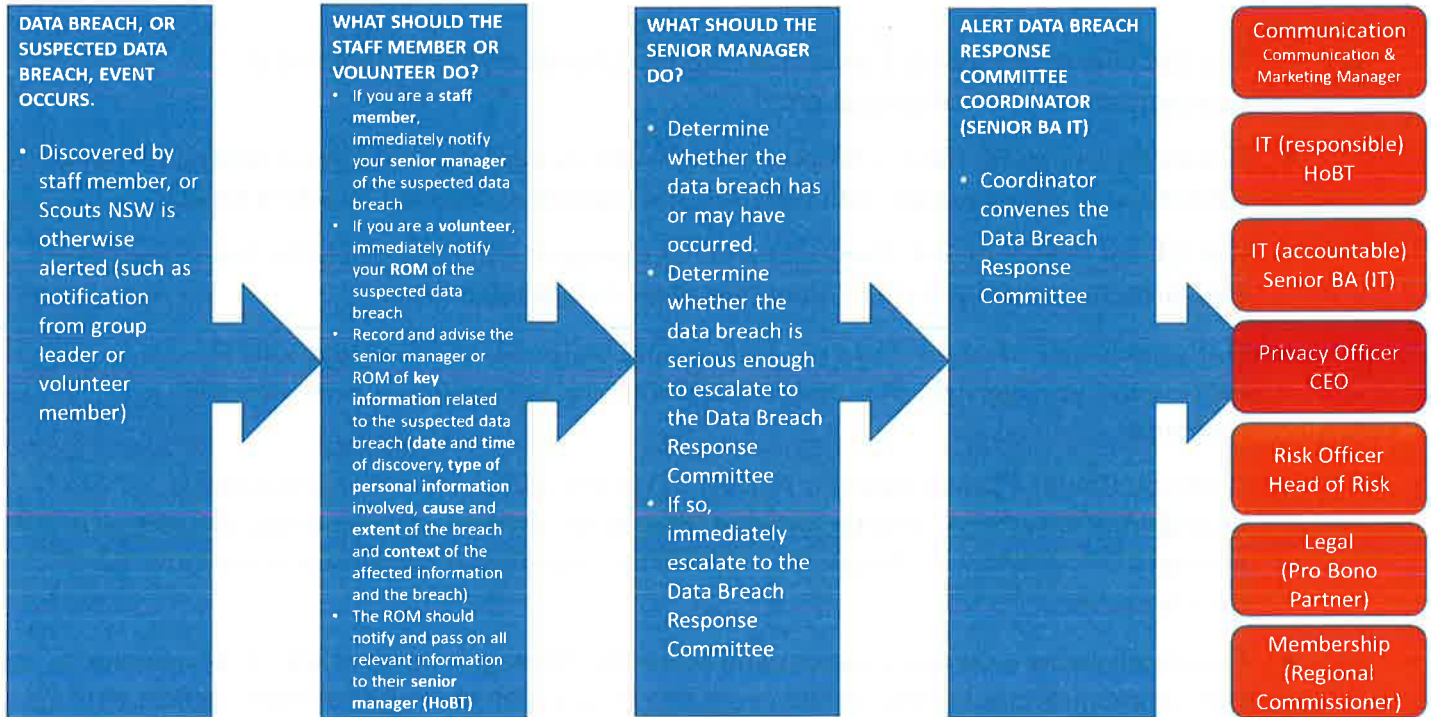 DATA BREACH, OR
SUSPECTED DATA
BREACH, EVENT
OCCURS.
• Discovered by
staff member, or
Scouts NSW is
otherwise
alerted (such as
notification
from group
leader or
volunteer
member)
WHAT SHOULD THE
STAFF MEMBER OR
VOLUNTEER DO?
• If you are a staff
member,
immediately notify
your senior manager
of the suspected data
breach
• If you are a volunteer,
immediately notify
your ROM of the
suspected data
breach
• Record and advise the
senior manager or
ROM of key
information related
to the suspected data
breach (date and time
of discovery, type of
personal information
involved, cause and
extent of the breach
and context of the
affected information
and the breach)
• The ROM should
notify and pass on all
relevant information
to their senior
manager (HoBT)
WHAT SHOULD THE
SENIOR MANAGER
DO?
• Determine
whether the
data breach has
or may have
occurred.
• Determine
whether the
data breach is
serious enough
to escalate to
the Data Breach
Response
Committee
• If so,
immediately
escalate to the
Data Breach
Response
Committee
ALERT DATA BREACH
RESPONSE
COMMITTEE
COORDINATOR
(SENIOR BA IT)
• Coordinator
convenes the
Data Breach
Response
Committee
Communication
Communication &
Marketing Manager
IT (responsible)
HoBT
IT (accountable)
Senior BA (IT)
Privacy Officer
CEO
Risk Officer
Head of Risk
Legal
(Pro Bono
Partner)
Membership
(Regional
Commissioner)